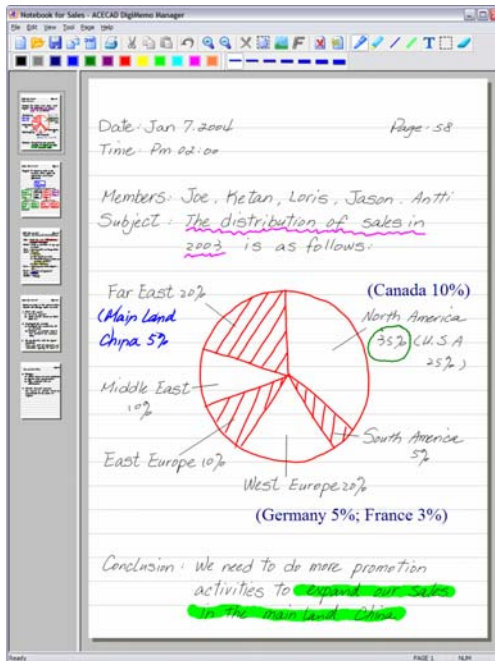 Notebook for Sales - ACECAD DigiMemo Manager
File Edit View Tool Page Help
Date: Jan 7. 2004 Page: 58
Time: Pm 02:00
Members: Joe, Ketan, Loris, Jason, Antti
Subject: The distribution of sales in
2003 is as follows:
Far East 20%
(Main Land
China 5%
(Canada 10%)
North America
35% (U.S.A
25%)
Middle East
10%
South America
5%
East Europe 10%
West Europe 20%
(Germany 5%; France 3%)
Conclusion: We need to do more promotion
activities to expand our sales
in the main land China
Ready PAGE 1 NUM